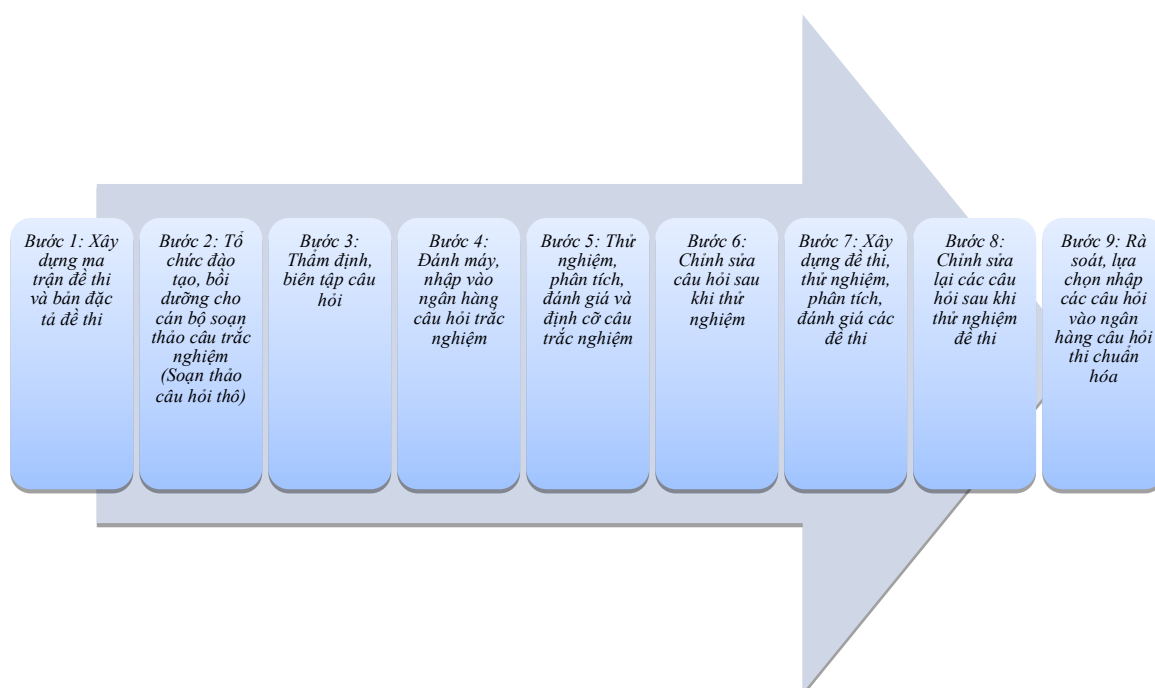 Bước 1: Xây
dựng ma
trận đề thi
và bản đặc
tả đề thi
Bước 2: Tổ
chức đào
tạo, bồi
dưỡng cho
cán bộ soạn
thảo câu trắc
nghiệm
(Soạn thảo
câu hỏi thô)
Bước 3:
Thẩm định,
biên tập câu
hỏi
Bước 4:
Đánh máy,
nhập vào
ngân hàng
câu hỏi trắc
nghiệm
Bước 5: Thử
nghiệm,
phân tích,
đánh giá và
định cỡ câu
trắc nghiệm
Bước 6:
Chỉnh sửa
câu hỏi sau
khi thử
nghiệm
Bước 7: Xây
dựng đề thi,
thử nghiệm,
phân tích,
đánh giá các
đề thi
Bước 8:
Chỉnh sửa
lại các câu
hỏi sau khi
thử nghiệm
đề thi
Bước 9: Rà
soát, lựa
chọn nhập
các câu hỏi
vào ngân
hàng câu hỏi
thi chuẩn
hóa